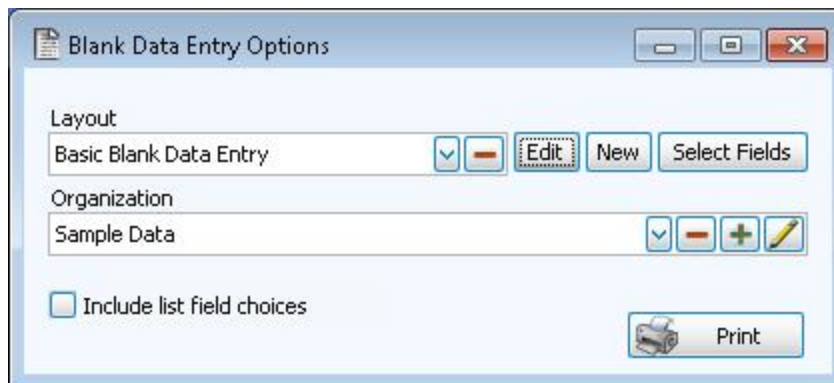 Blank Data Entry Options
Layout
Basic Blank Data Entry Edit New Select Fields
Organization
Sample Data
Include list field choices
Print